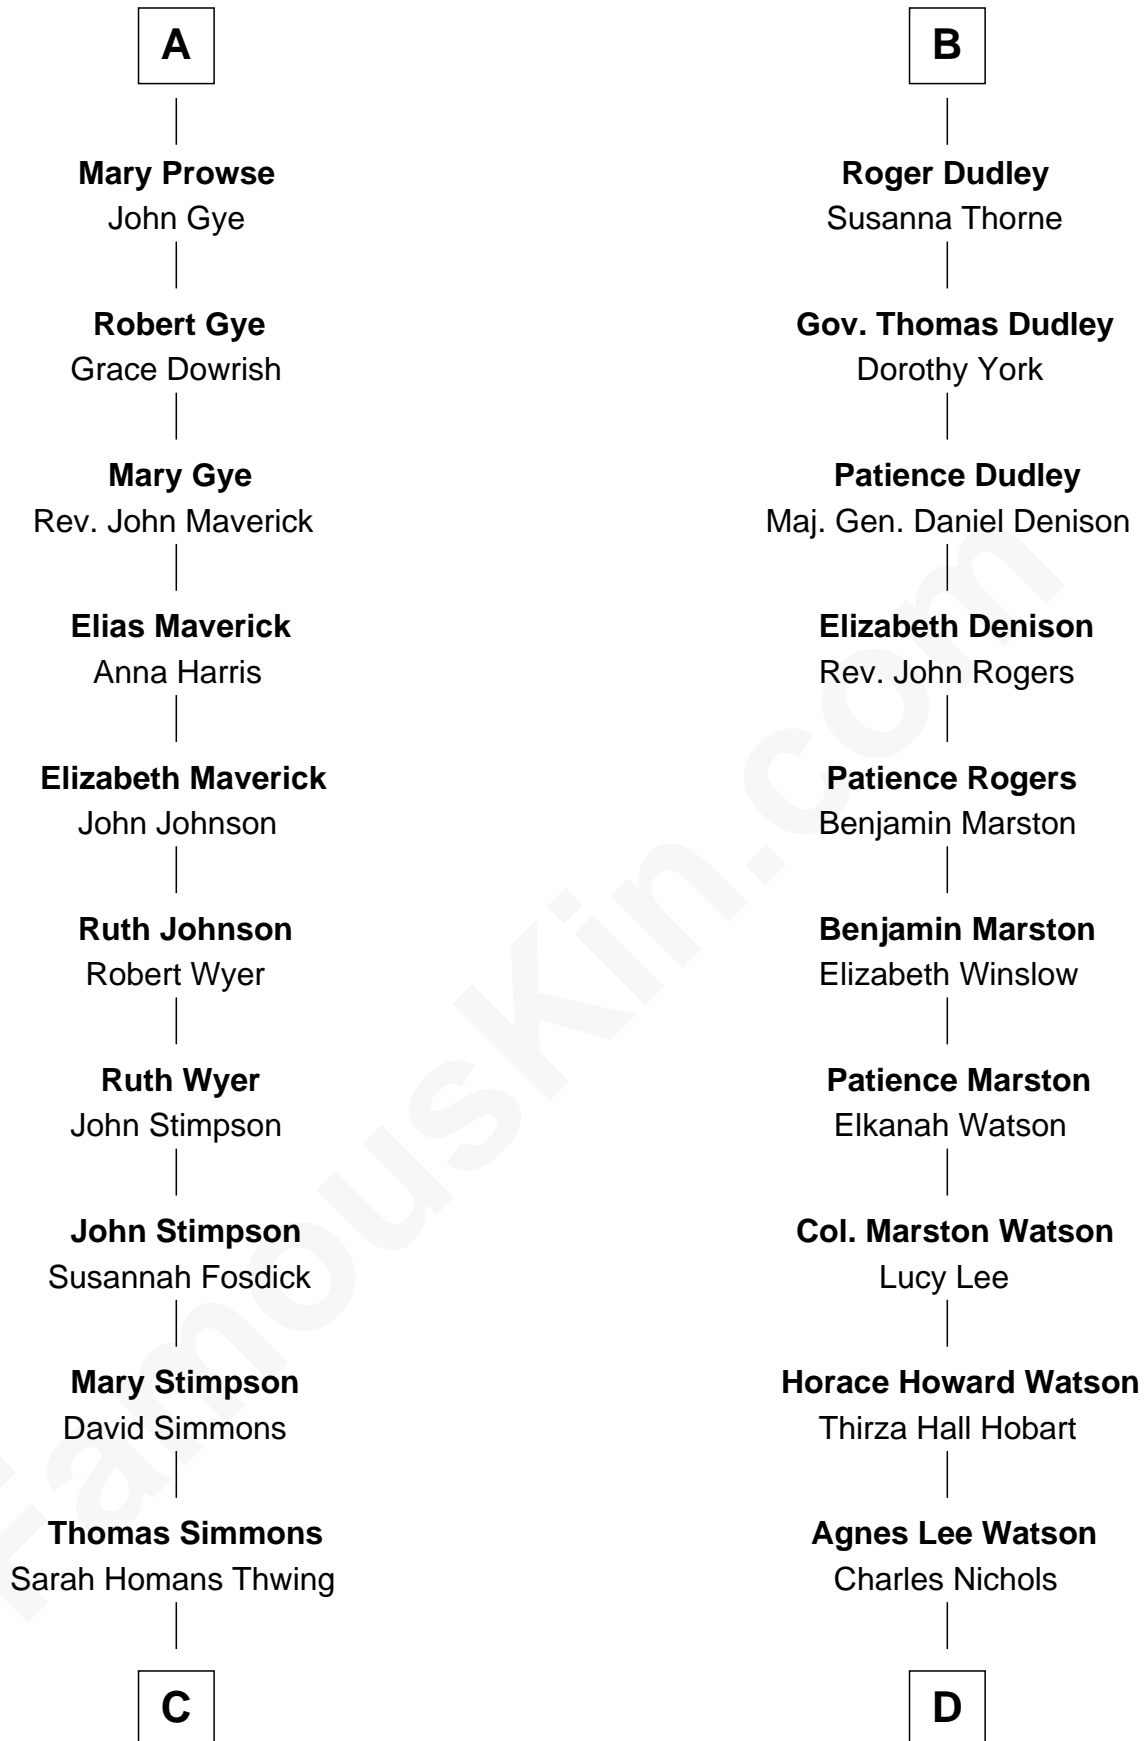 A
Mary Prowse
John Gye
Robert Gye
Grace Dowrish
Mary Gye
Rev. John Maverick
Elias Maverick
Anna Harris
Elizabeth Maverick
John Johnson
Ruth Johnson
Robert Wyer
Ruth Wyer
John Stimpson
John Stimpson
Susannah Fosdick
Mary Stimpson
David Simmons
Thomas Simmons
Sarah Homans Thwing
C
B
Roger Dudley
Susanna Thorne
Gov. Thomas Dudley
Dorothy York
Patience Dudley
Maj. Gen. Daniel Denison
Elizabeth Denison
Rev. John Rogers
Patience Rogers
Benjamin Marston
Benjamin Marston
Elizabeth Winslow
Patience Marston
Elkanah Watson
Col. Marston Watson
Lucy Lee
Horace Howard Watson
Thirza Hall Hobart
Agnes Lee Watson
Charles Nichols
D
FamousKin.com